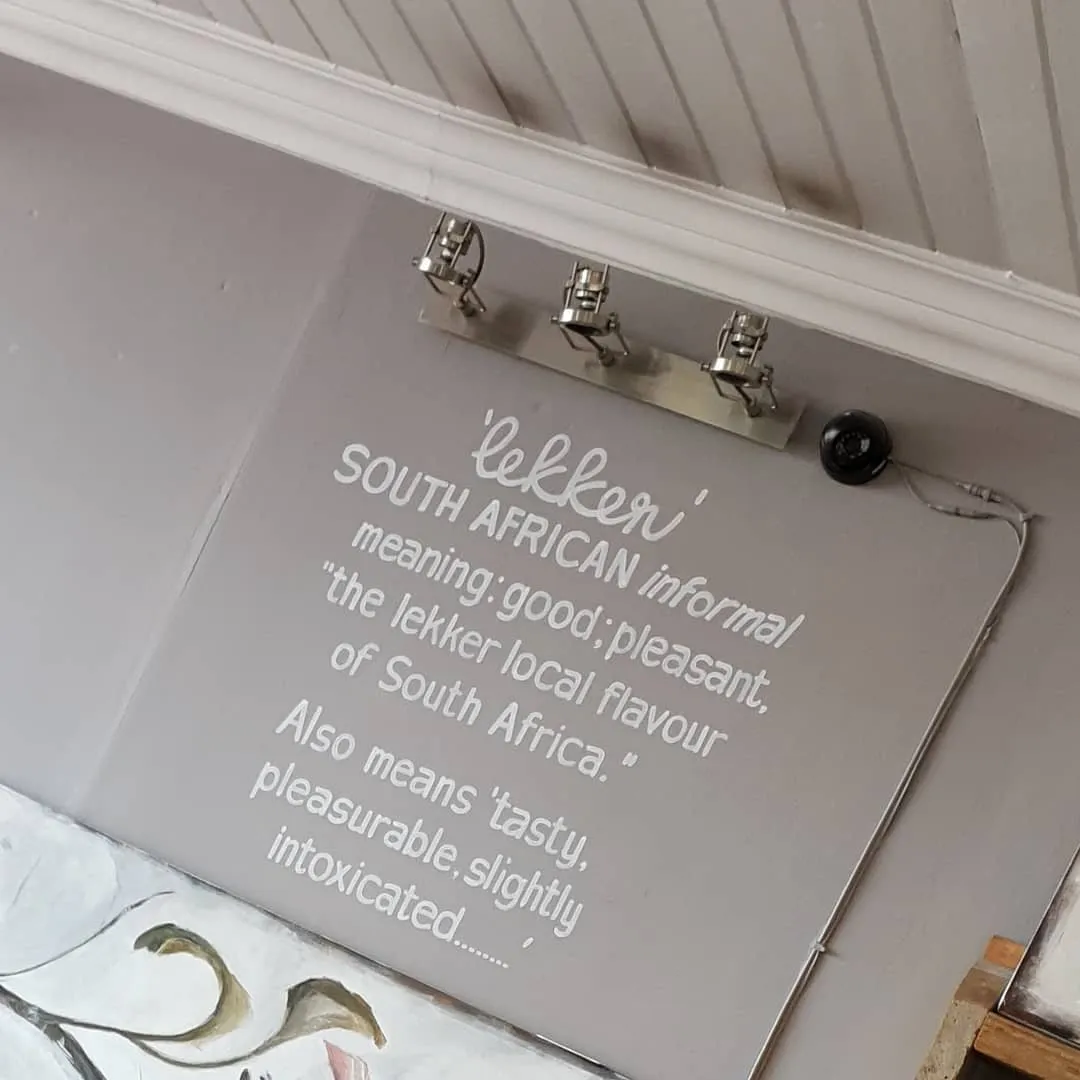 'lekker'
SOUTH AFRICAN informal
meaning: good; pleasant,
"the lekker local flavour
of South Africa."
Also means 'tasty,
pleasurable, slightly
intoxicated........'